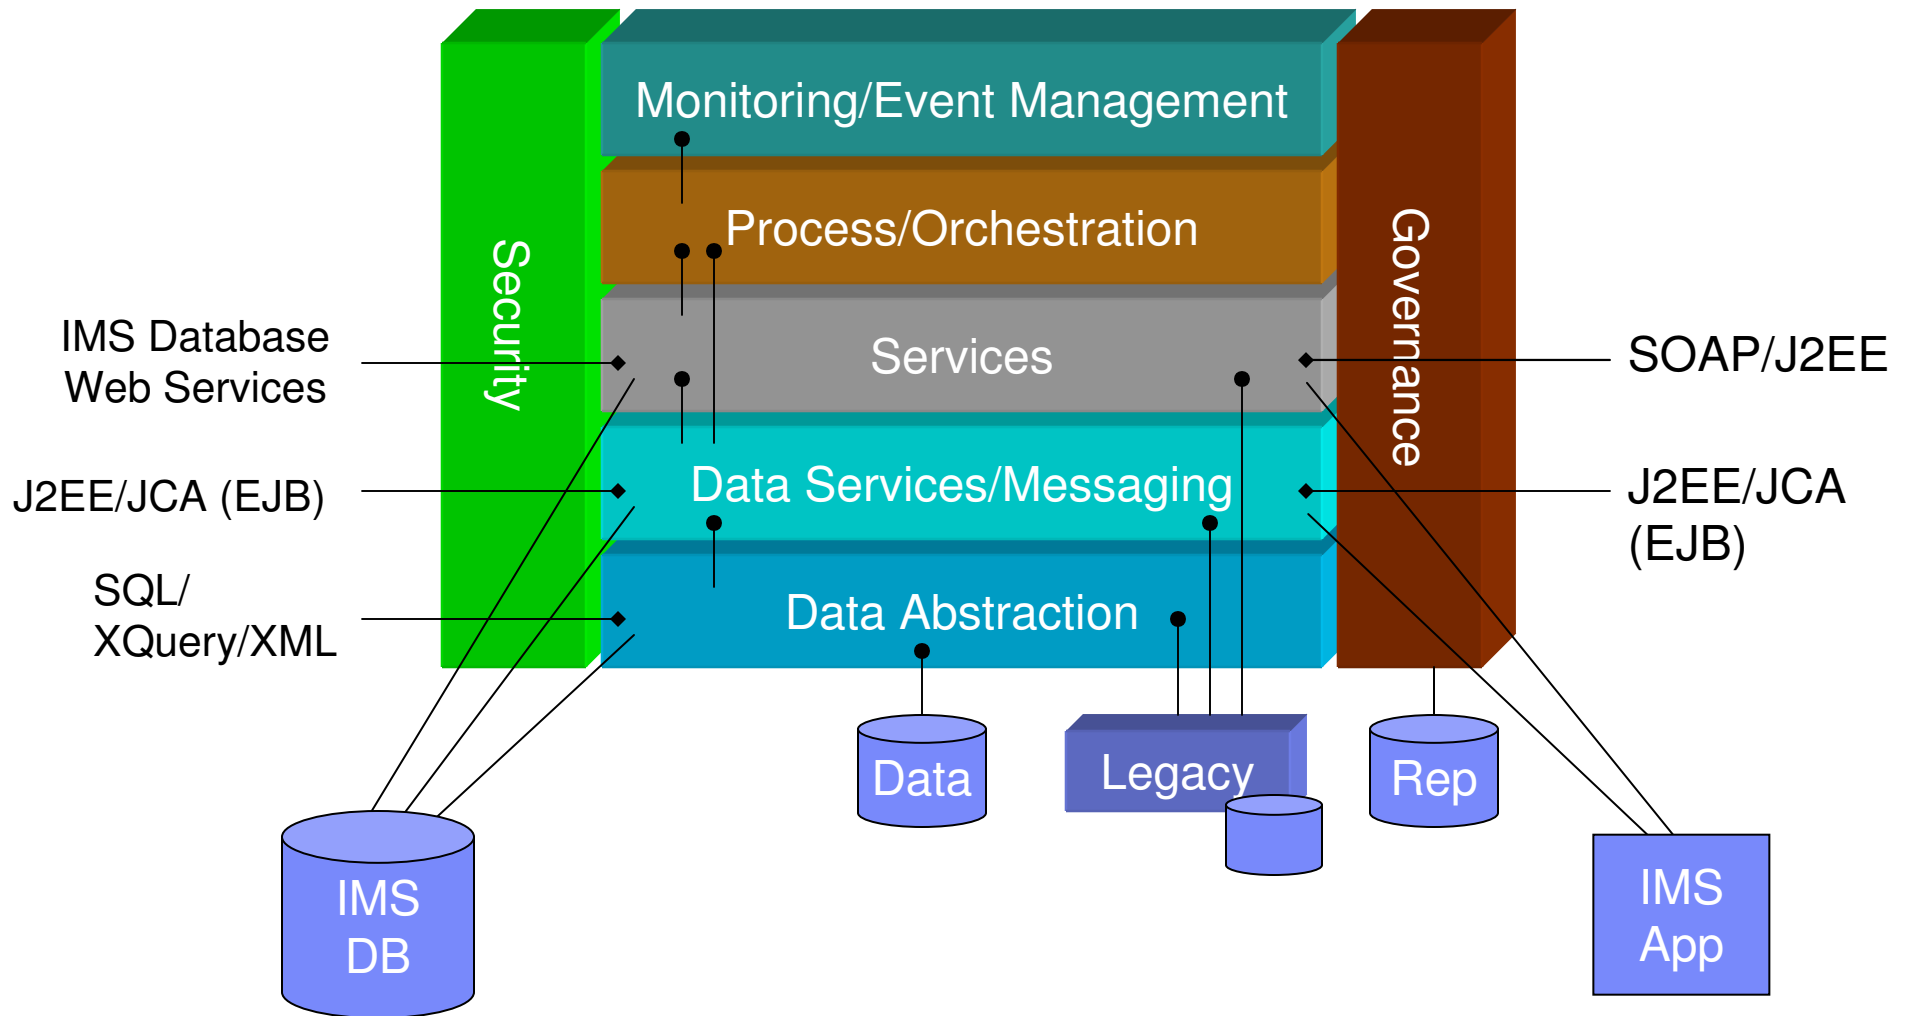 Monitoring/Event Management
Process/Orchestration
Services
Data Services/Messaging
Data Abstraction
Security
Governance
IMS Database
Web Services
J2EE/JCA (EJB)
SQL/
XQuery/XML
SOAP/J2EE
J2EE/JCA
(EJB)
Data
Legacy
Rep
IMS
DB
IMS
App